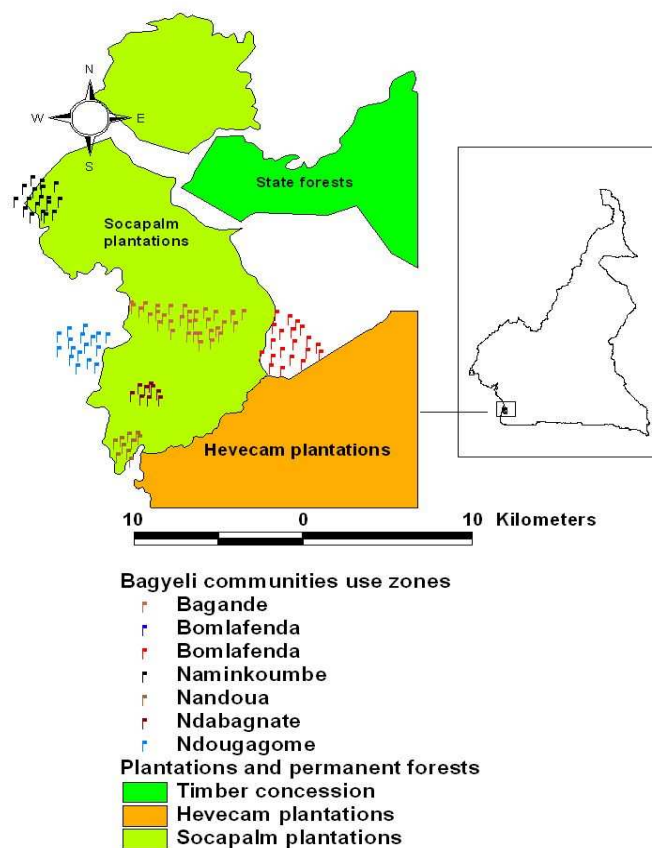 N
W E
S
State forests
Socapalm
plantations
Hevecam plantations
10 0 10 Kilometers
Bagyeli communities use zones
Bagande
Bomlafenda
Bomlafenda
Naminkoumbe
Nandoua
Ndabagnate
Ndougagome
Plantations and permanent forests
Timber concession
Hevecam plantations
Socapalm plantations